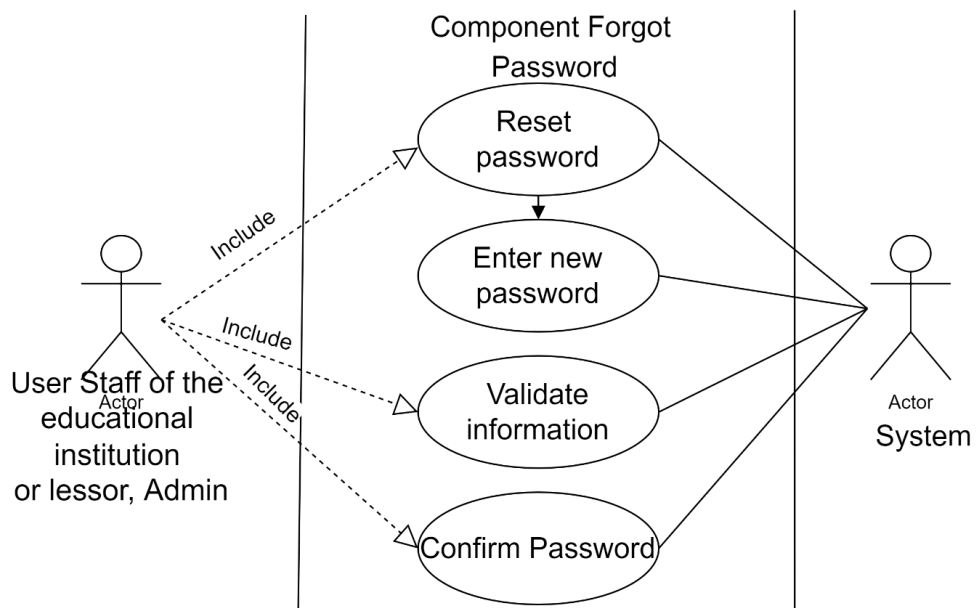 Component Forgot
Password
Reset
password
Include
Enter new
password
Include
Include
Validate
information
Confirm Password
Actor
User Staff of the
educational
institution
or lessor, Admin
Actor
System